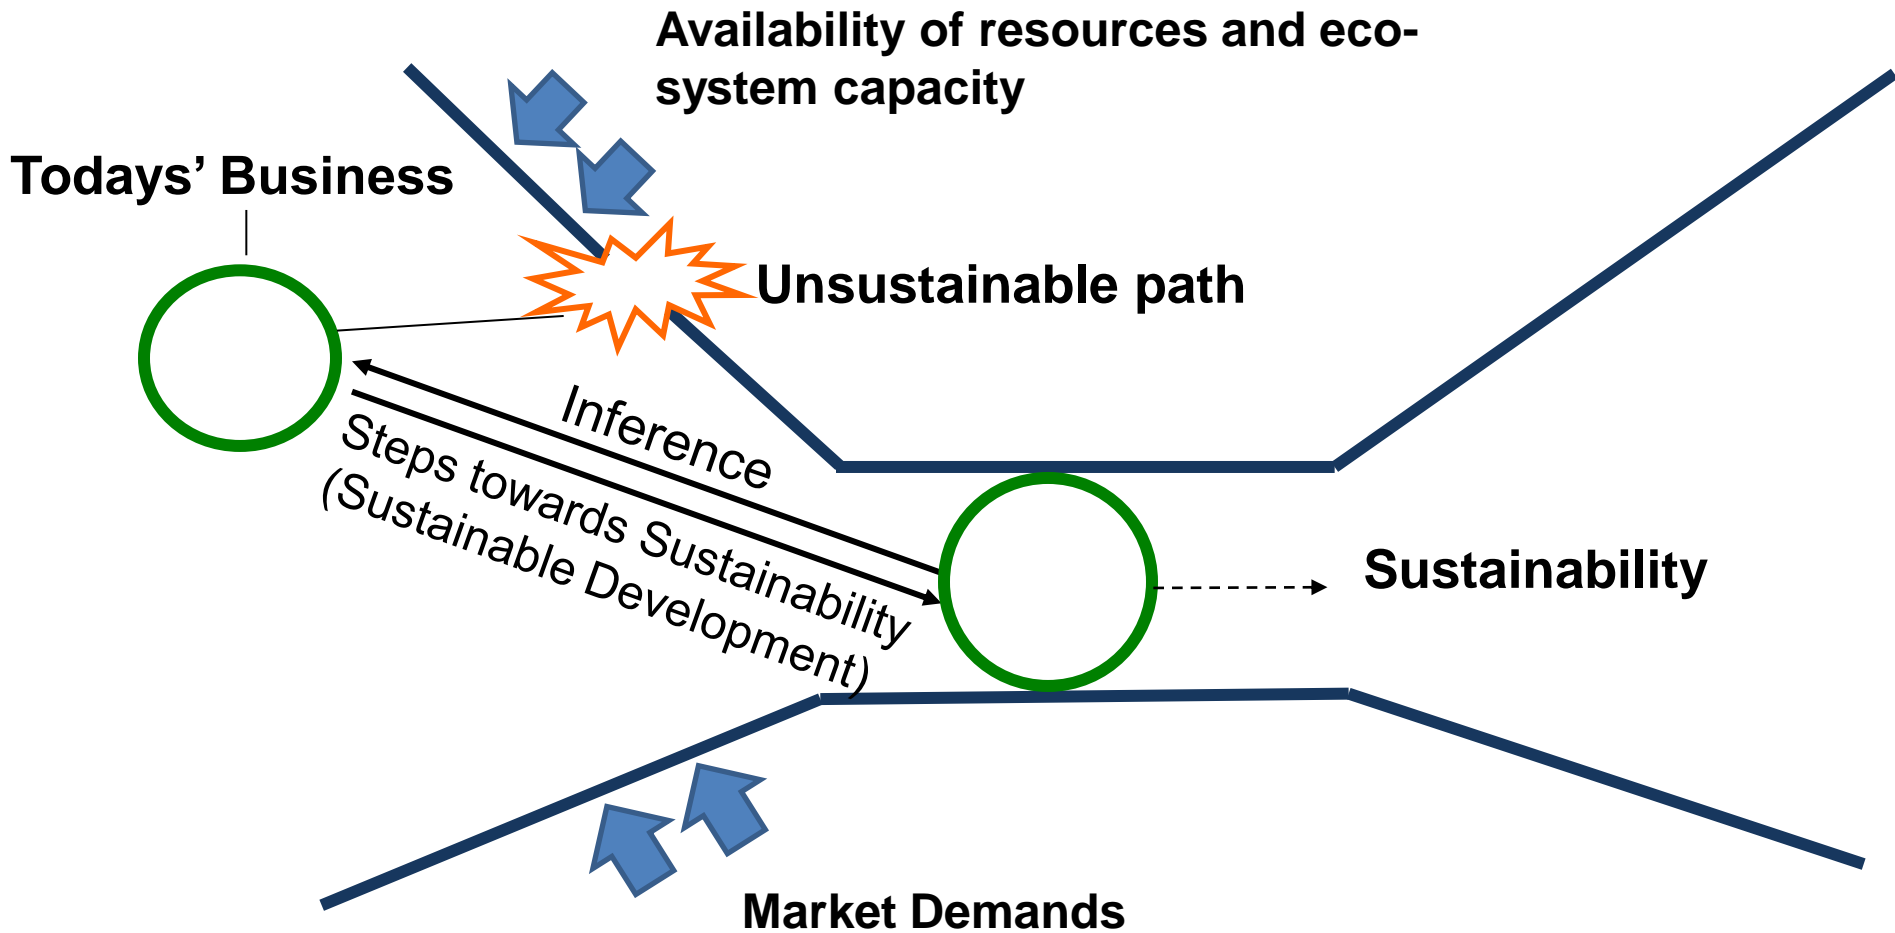 Availability of resources and eco-
system capacity
Todays’ Business
Unsustainable path
Inference
Steps towards Sustainability
(Sustainable Development)
Sustainability
Market Demands